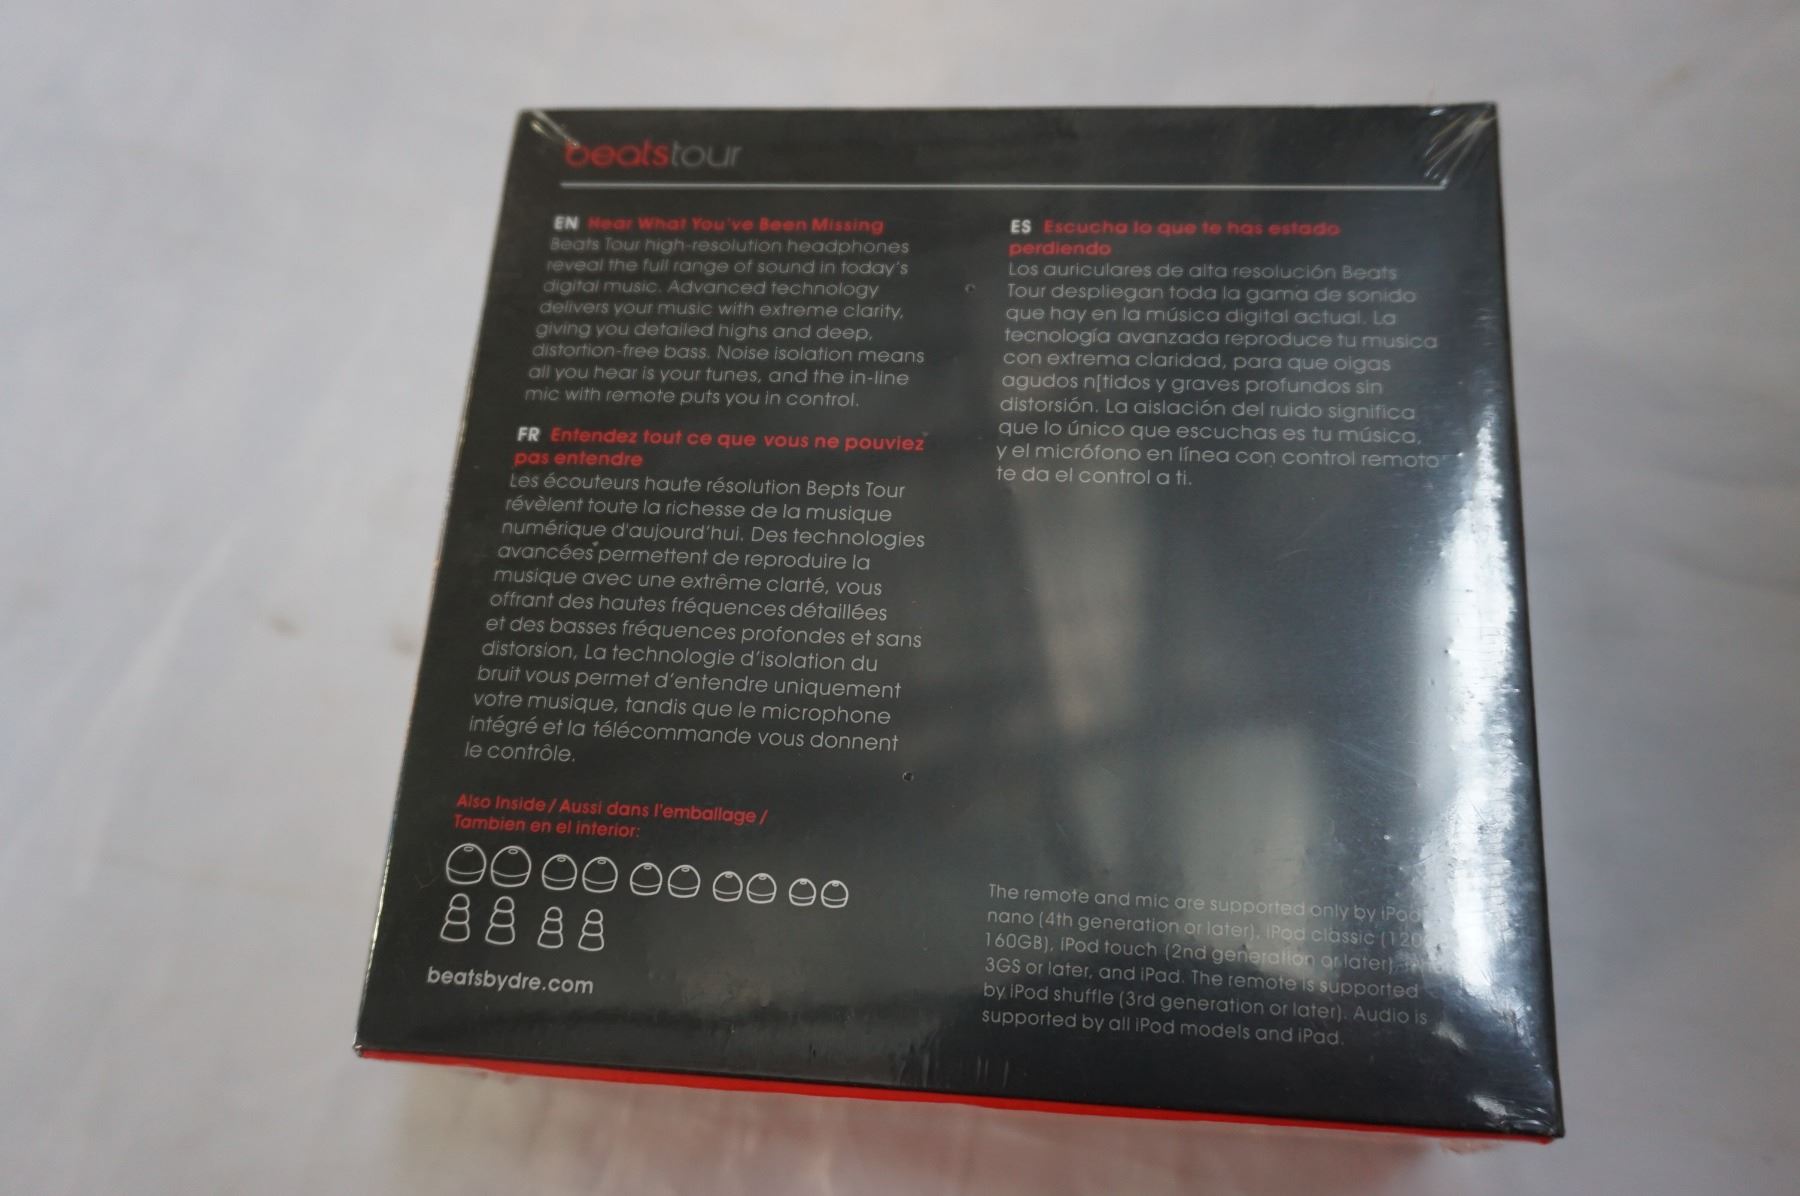 beatstour
EN Hear What You've Been Missing
Beats Tour high-resolution headphones
reveal the full range of sound in today's
digital music. Advanced technology
delivers your music with extreme clarity,
giving you detailed highs and deep,
distortion-free bass. Noise isolation means
all you hear is your tunes, and the in-line
mic with remote puts you in control.
FR Entendez tout ce que vous ne pouviez
pas entendre
Les écouteurs haute résolution Bepts Tour
révèlent toute la richesse de la musique
numérique d'aujourd'hui. Des technologies
avancées permettent de reproduire la
musique avec une extrême clarté, vous
offrant des hautes fréquences détaillées
et des basses fréquences profondes et sans
distorsion, La technologie d'isolation du
bruit vous permet d'entendre uniquement
votre musique, tandis que le microphone
intégré et la télécommande vous donnent
le contrôle.
ES Escucha lo que te has estado
perdiendo
Los auriculares de alta resolución Beats
Tour despliegan toda la gama de sonido
que hay en la música digital actual. La
tecnología avanzada reproduce tu musica
con extrema claridad, para que oigas
agudos n[tidos y graves profundos sin
distorsión. La aislación del ruido significa
que lo único que escuchas es tu música,
y el micrófono en línea con control remoto
te da el control a ti.
Also Inside / Aussi dans l'emballage /
Tambien en el interior:
beatsbydre.com
The remote and mic are supported only by iPod
nano (4th generation or later), iPod classic (120
160GB), iPod touch (2nd generation or later),
3GS or later, and iPad. The remote is supported
by iPod shuffle (3rd generation or later). Audio is
supported by all iPod models and iPad.